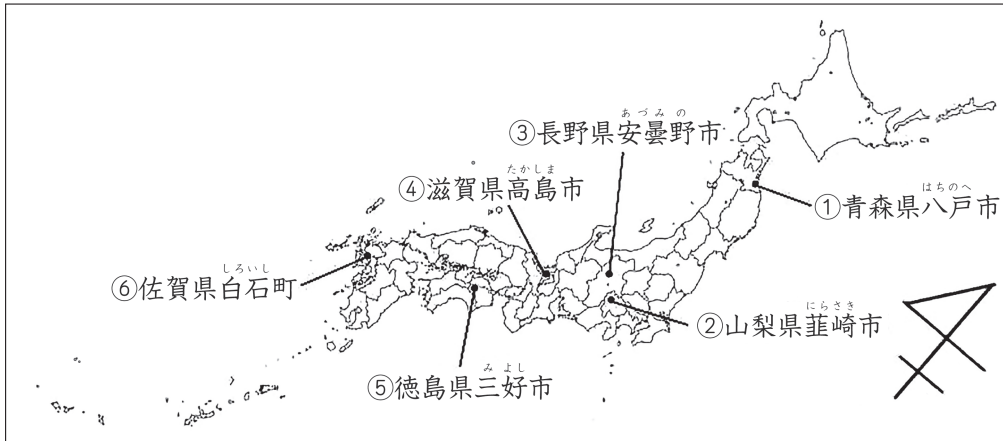 ①青森県八戸市
はちのへ
②山梨県韮崎市
にらさき
③長野県安曇野市
あづみの
④滋賀県高島市
たかしま
⑤徳島県三好市
みよし
⑥佐賀県白石町
しろいし